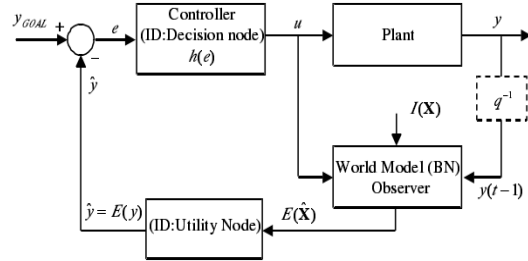 y_GOAL + e
−
Controller
(ID:Decision node)
h(e)
u
Plant
y
ŷ
q⁻¹
I(X)
World Model (BN)
Observer
y(t−1)
ŷ = E(y)
(ID:Utility Node)
E(X̂)